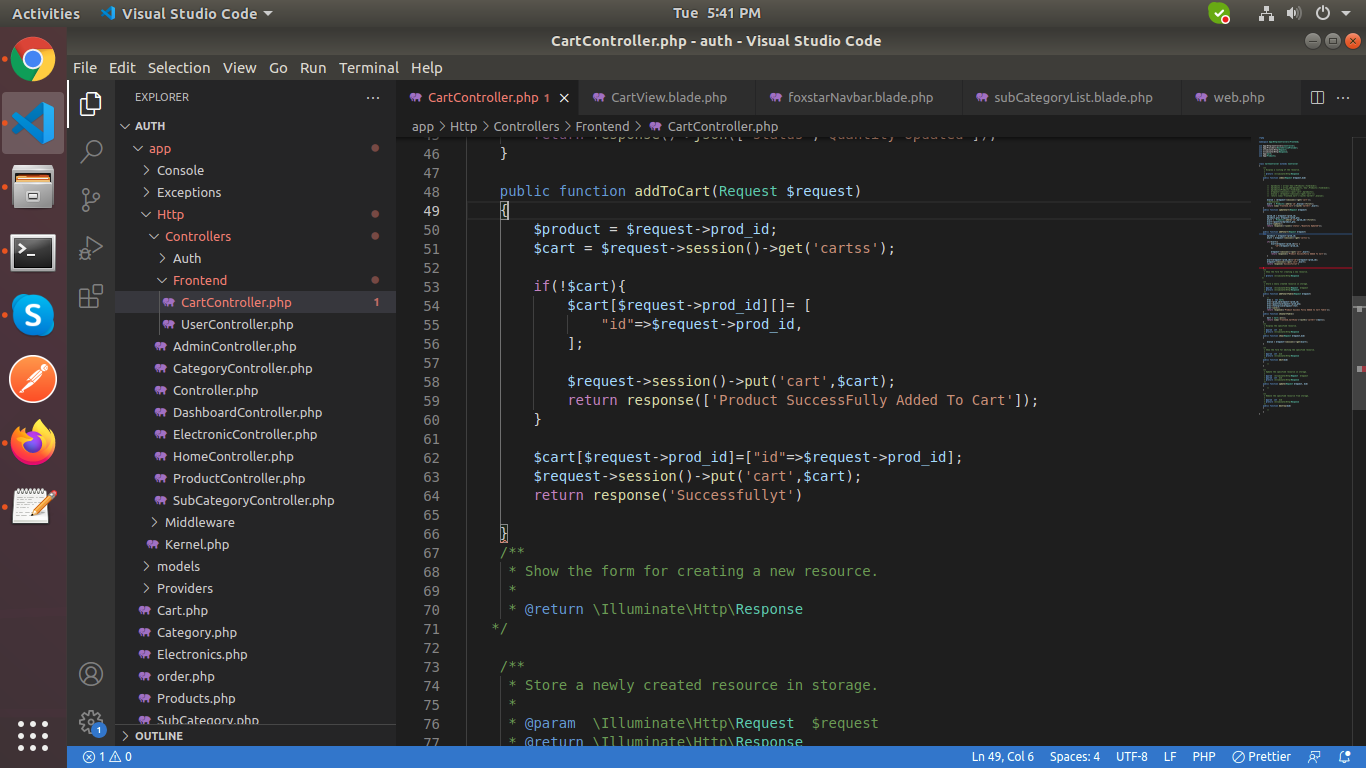 Activities Visual Studio Code Tue 5:41 PM
CartController.php - auth - Visual Studio Code
File Edit Selection View Go Run Terminal Help
EXPLORER
AUTH
app
Console
Exceptions
Http
Controllers
Auth
Frontend
CartController.php 1
UserController.php
AdminController.php
CategoryController.php
Controller.php
DashboardController.php
ElectronicController.php
HomeController.php
ProductController.php
SubCategoryController.php
Middleware
Kernel.php
models
Providers
Cart.php
Category.php
Electronics.php
order.php
Products.php
SubCategory.php
OUTLINE
CartController.php 1 CartView.blade.php foxstarNavbar.blade.php subCategoryList.blade.php web.php
app > Http > Controllers > Frontend > CartController.php
45 return response()->json(['status','Quantity Updated']);
46 }
47
48 public function addToCart(Request $request)
49 {
50 $product = $request->prod_id;
51 $cart = $request->session()->get('cartss');
52
53 if(!$cart){
54 $cart[$request->prod_id][]= [
55 "id"=>$request->prod_id,
56 ];
57
58 $request->session()->put('cart',$cart);
59 return response(['Product SuccessFully Added To Cart']);
60 }
61
62 $cart[$request->prod_id]=["id"=>$request->prod_id];
63 $request->session()->put('cart',$cart);
64 return response('Successfullyt')
65
66 }
67 /**
68 * Show the form for creating a new resource.
69 *
70 * @return \Illuminate\Http\Response
71 */
72
73 /**
74 * Store a newly created resource in storage.
75 *
76 * @param \Illuminate\Http\Request $request
77 * @return \Illuminate\Http\Response
1 0 Ln 49, Col 6 Spaces: 4 UTF-8 LF PHP Prettier